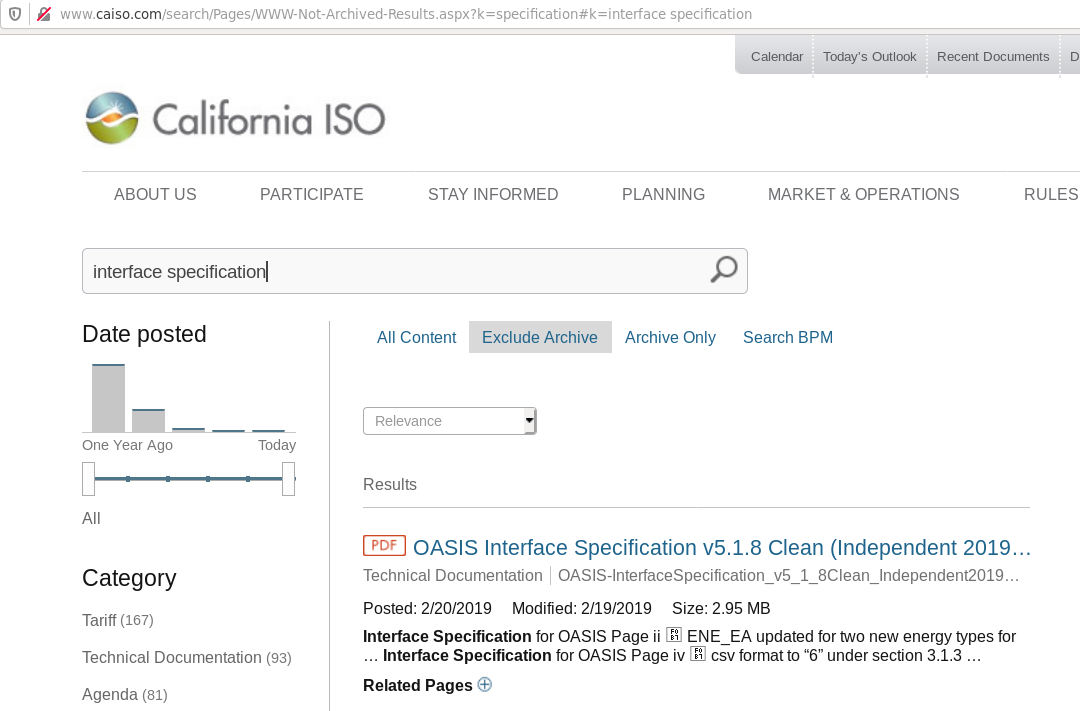 www.caiso.com/search/Pages/WWW-Not-Archived-Results.aspx?k=specification#k=interface specification
Calendar Today's Outlook Recent Documents D
California ISO
ABOUT US PARTICIPATE STAY INFORMED PLANNING MARKET & OPERATIONS RULES
interface specification
Date posted
One Year Ago Today
All
Category
Tariff (167)
Technical Documentation (93)
Agenda (81)
All Content Exclude Archive Archive Only Search BPM
Relevance
Results
PDF OASIS Interface Specification v5.1.8 Clean (Independent 2019…
Technical Documentation OASIS-InterfaceSpecification_v5_1_8Clean_Independent2019…
Posted: 2/20/2019 Modified: 2/19/2019 Size: 2.95 MB
Interface Specification for OASIS Page ii ENE_EA updated for two new energy types for
… Interface Specification for OASIS Page iv csv format to “6” under section 3.1.3 …
Related Pages